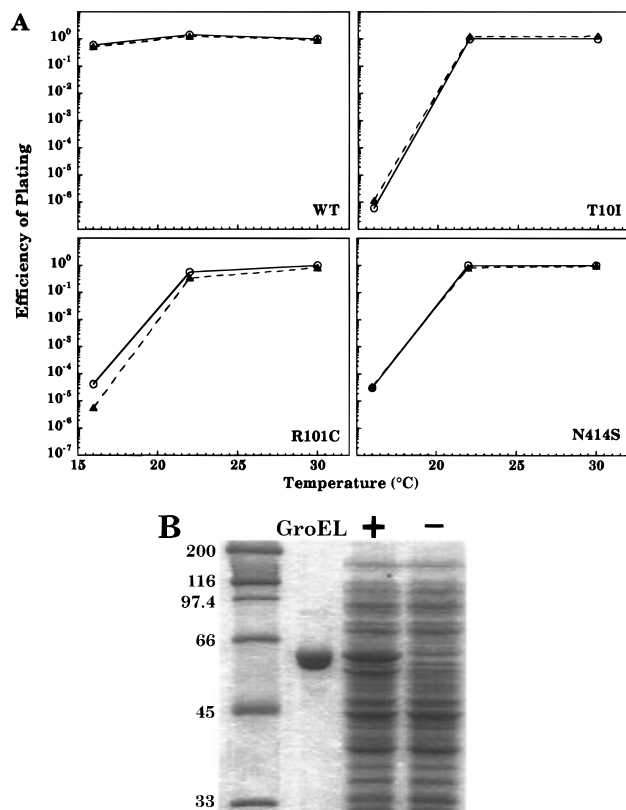 A
Efficiency of Plating
10⁰
10⁻¹
10⁻²
10⁻³
10⁻⁴
10⁻⁵
10⁻⁶
WT
T10I
10⁰
10⁻¹
10⁻²
10⁻³
10⁻⁴
10⁻⁵
10⁻⁶
10⁻⁷
R101C
N414S
15 20 25 30 20 25 30
Temperature (°C)
B
GroEL + −
200
116
97.4
66
45
33